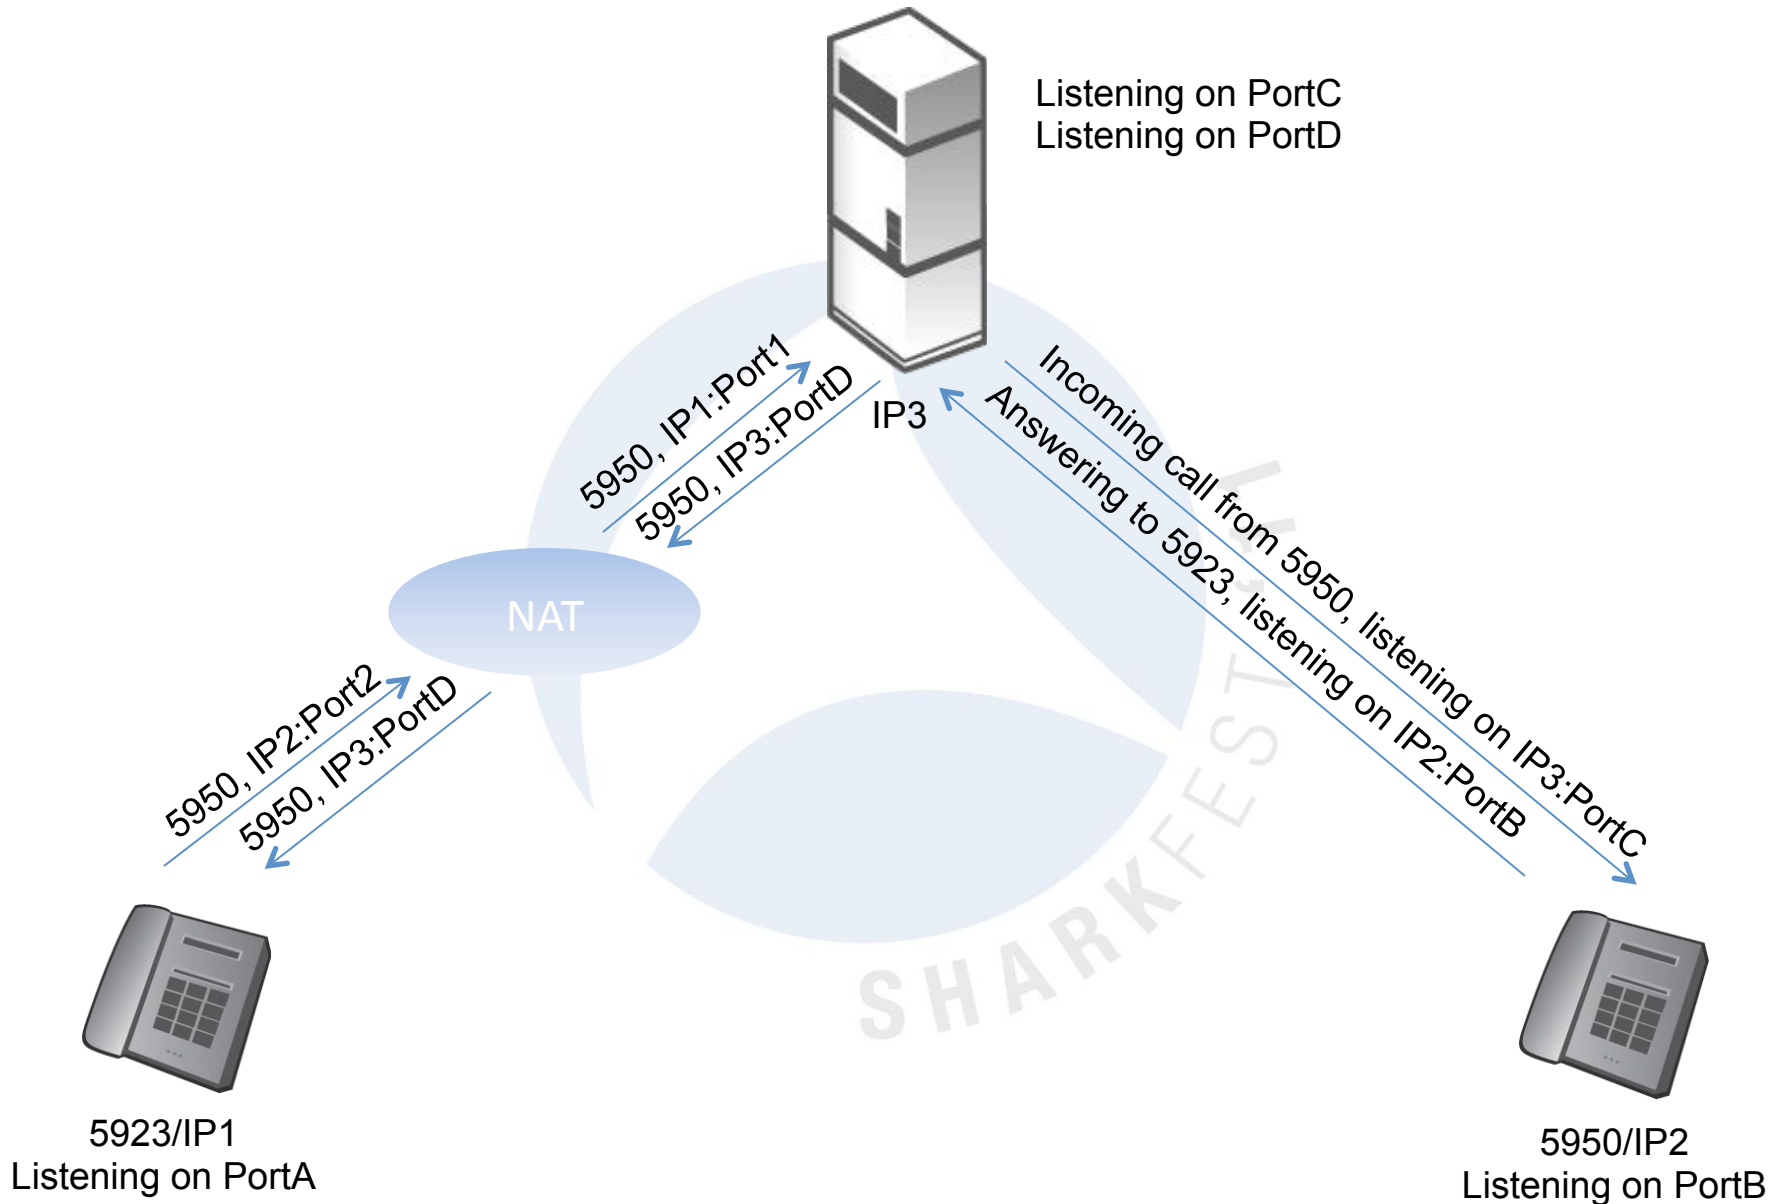 Listening on PortC
Listening on PortD
5950, IP1:Port1
5950, IP3:PortD
IP3
Incoming call from 5950, listening on IP3:PortC
Answering to 5923, listening on IP2:PortB
NAT
5950, IP2:Port2
5950, IP3:PortD
SHARKFEST
5923/IP1
Listening on PortA
5950/IP2
Listening on PortB